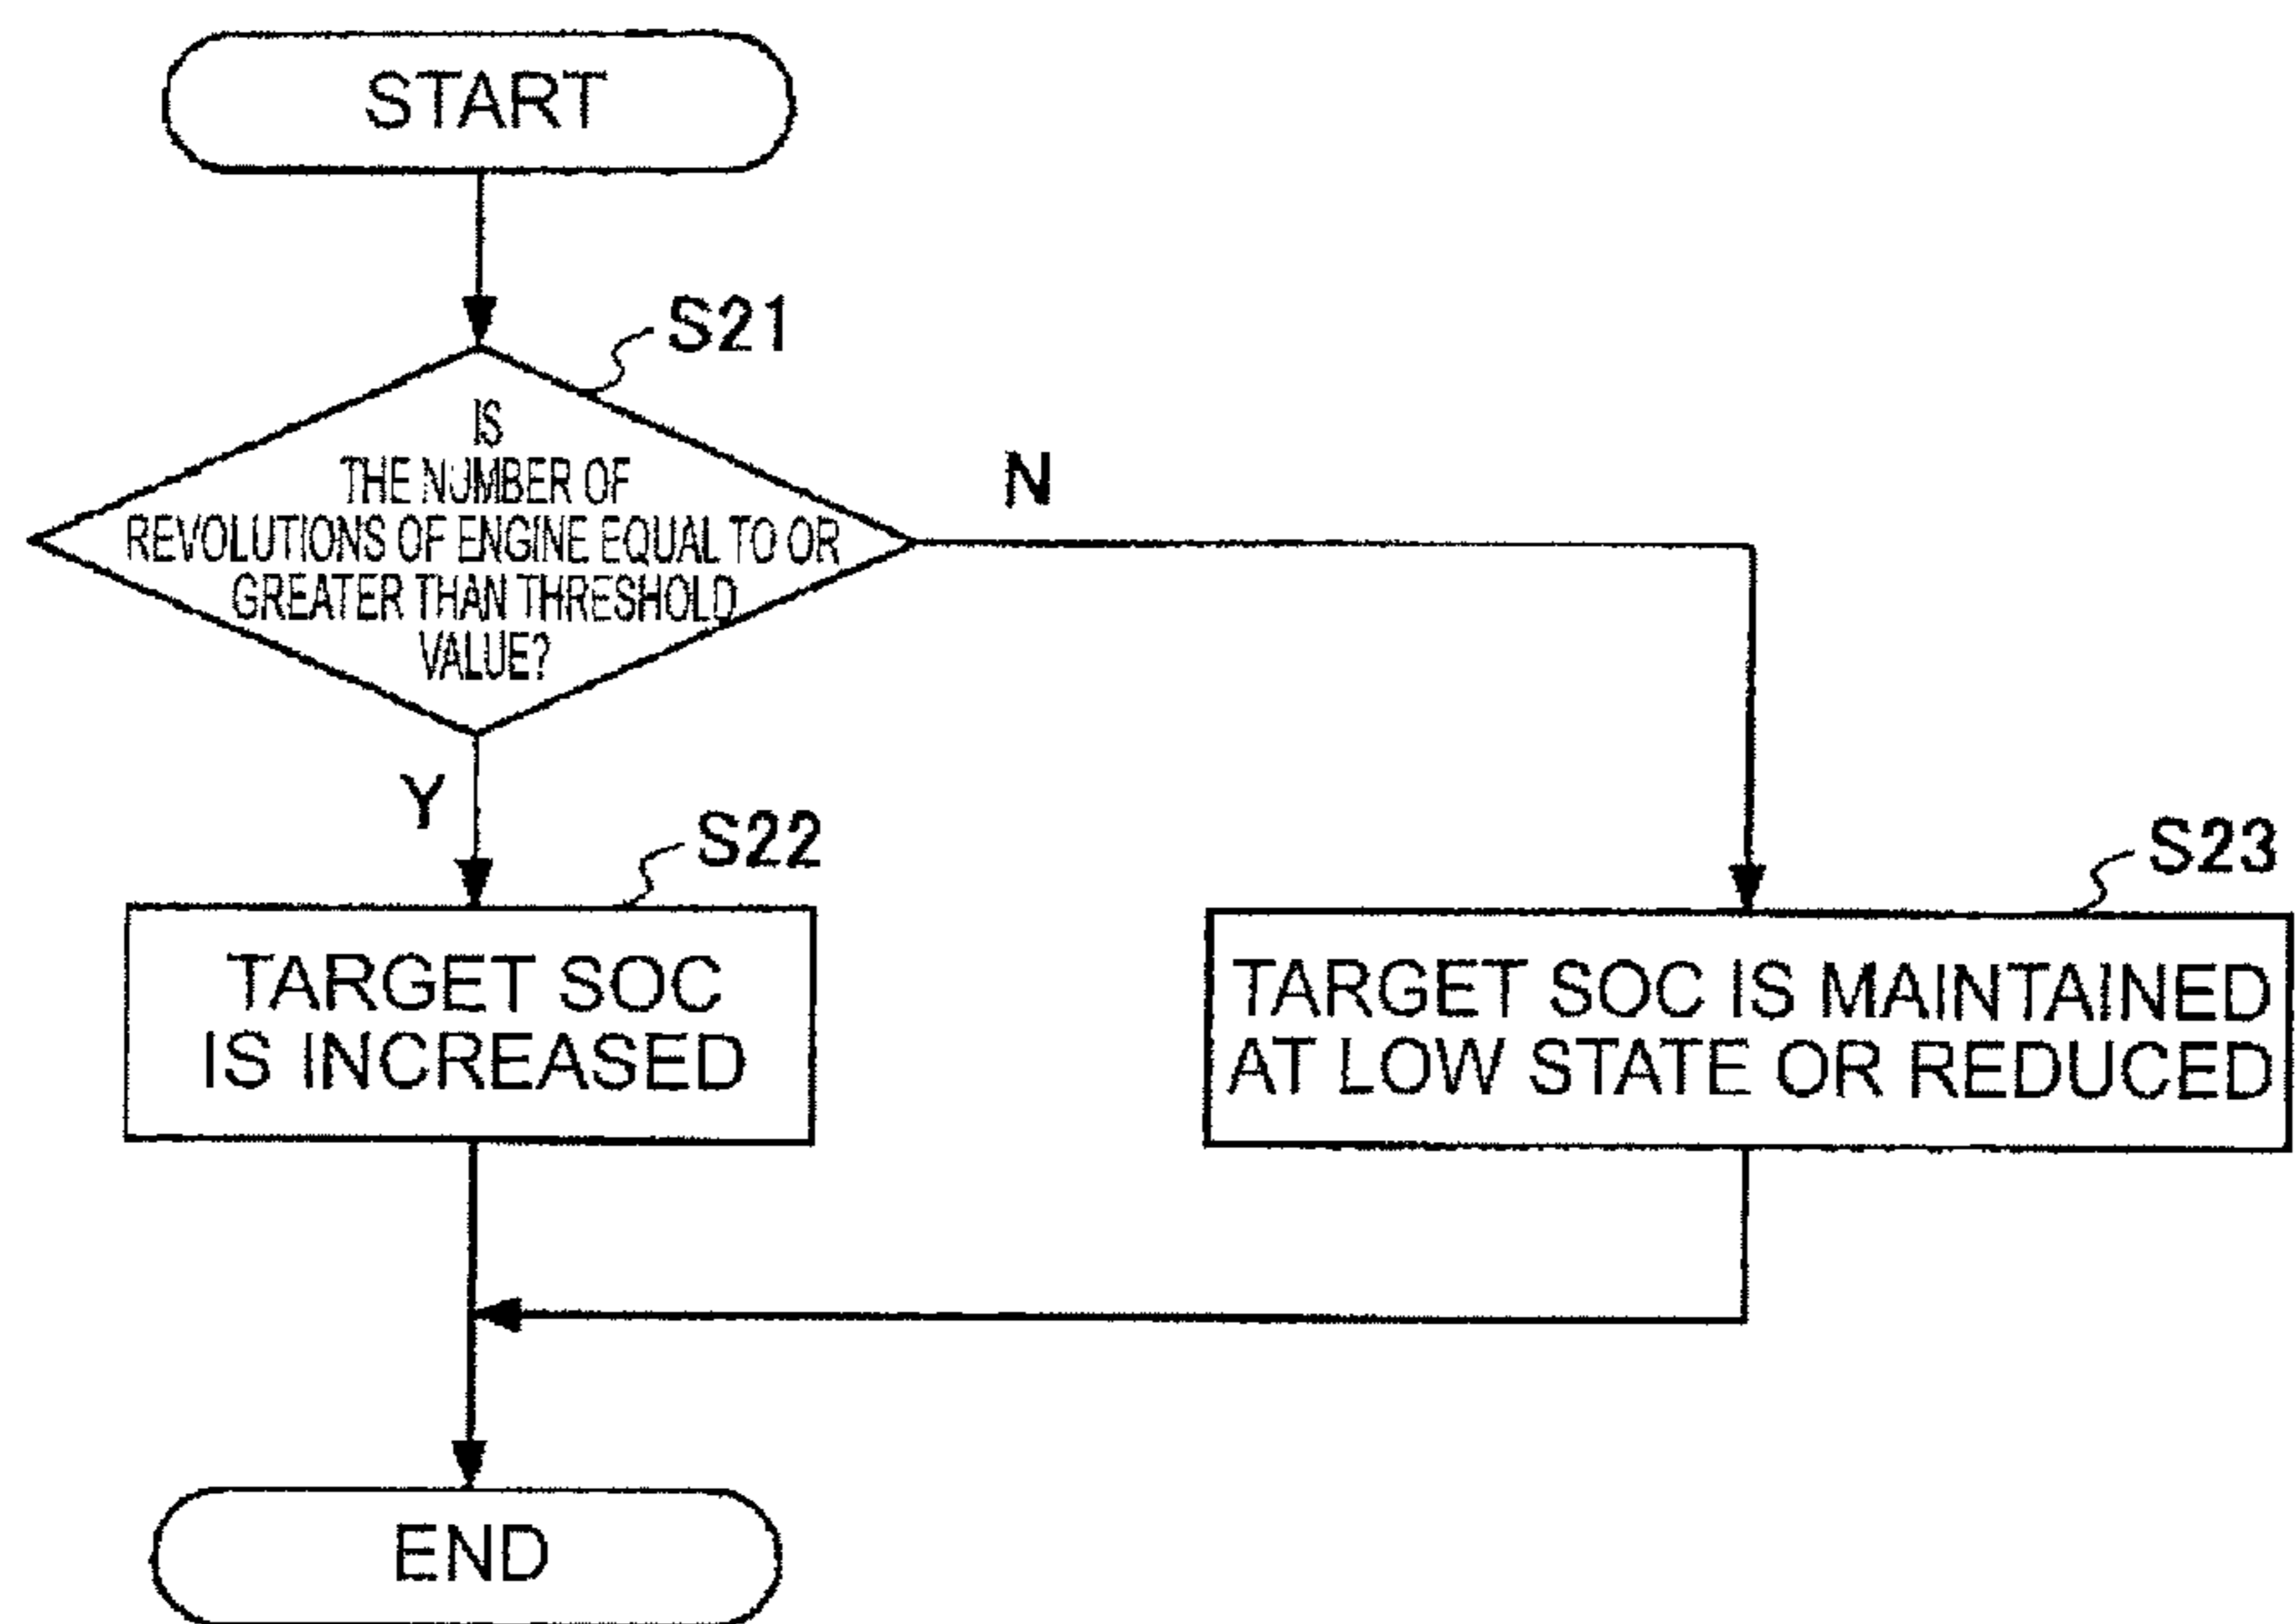 START
S21
IS
THE NUMBER OF
REVOLUTIONS OF ENGINE EQUAL TO OR
GREATER THAN THRESHOLD
VALUE?
N
Y
S22
TARGET SOC
IS INCREASED
S23
TARGET SOC IS MAINTAINED
AT LOW STATE OR REDUCED
END